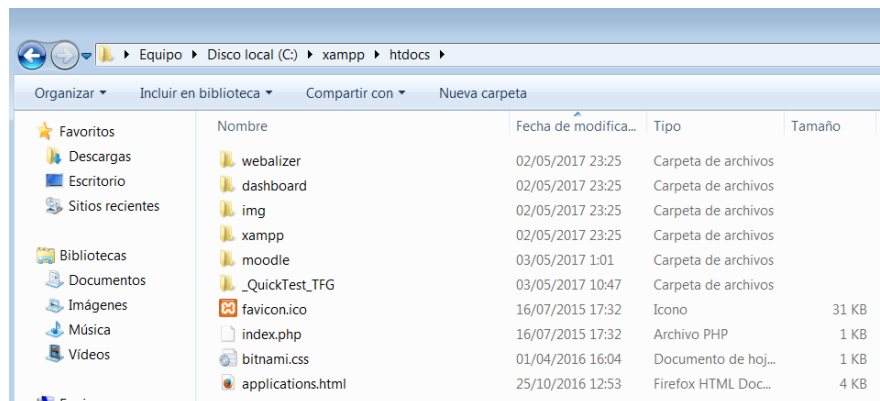 Equipo Disco local (C:) xampp htdocs
Organizar Incluir en biblioteca Compartir con Nueva carpeta
Favoritos
Descargas
Escritorio
Sitios recientes
Bibliotecas
Documentos
Imágenes
Música
Vídeos
Nombre Fecha de modifica... Tipo Tamaño
webalizer 02/05/2017 23:25 Carpeta de archivos
dashboard 02/05/2017 23:25 Carpeta de archivos
img 02/05/2017 23:25 Carpeta de archivos
xampp 02/05/2017 23:25 Carpeta de archivos
moodle 03/05/2017 1:01 Carpeta de archivos
_QuickTest_TFG 03/05/2017 10:47 Carpeta de archivos
favicon.ico 16/07/2015 17:32 Icono 31 KB
index.php 16/07/2015 17:32 Archivo PHP 1 KB
bitnami.css 01/04/2016 16:04 Documento de hoj... 1 KB
applications.html 25/10/2016 12:53 Firefox HTML Doc... 4 KB